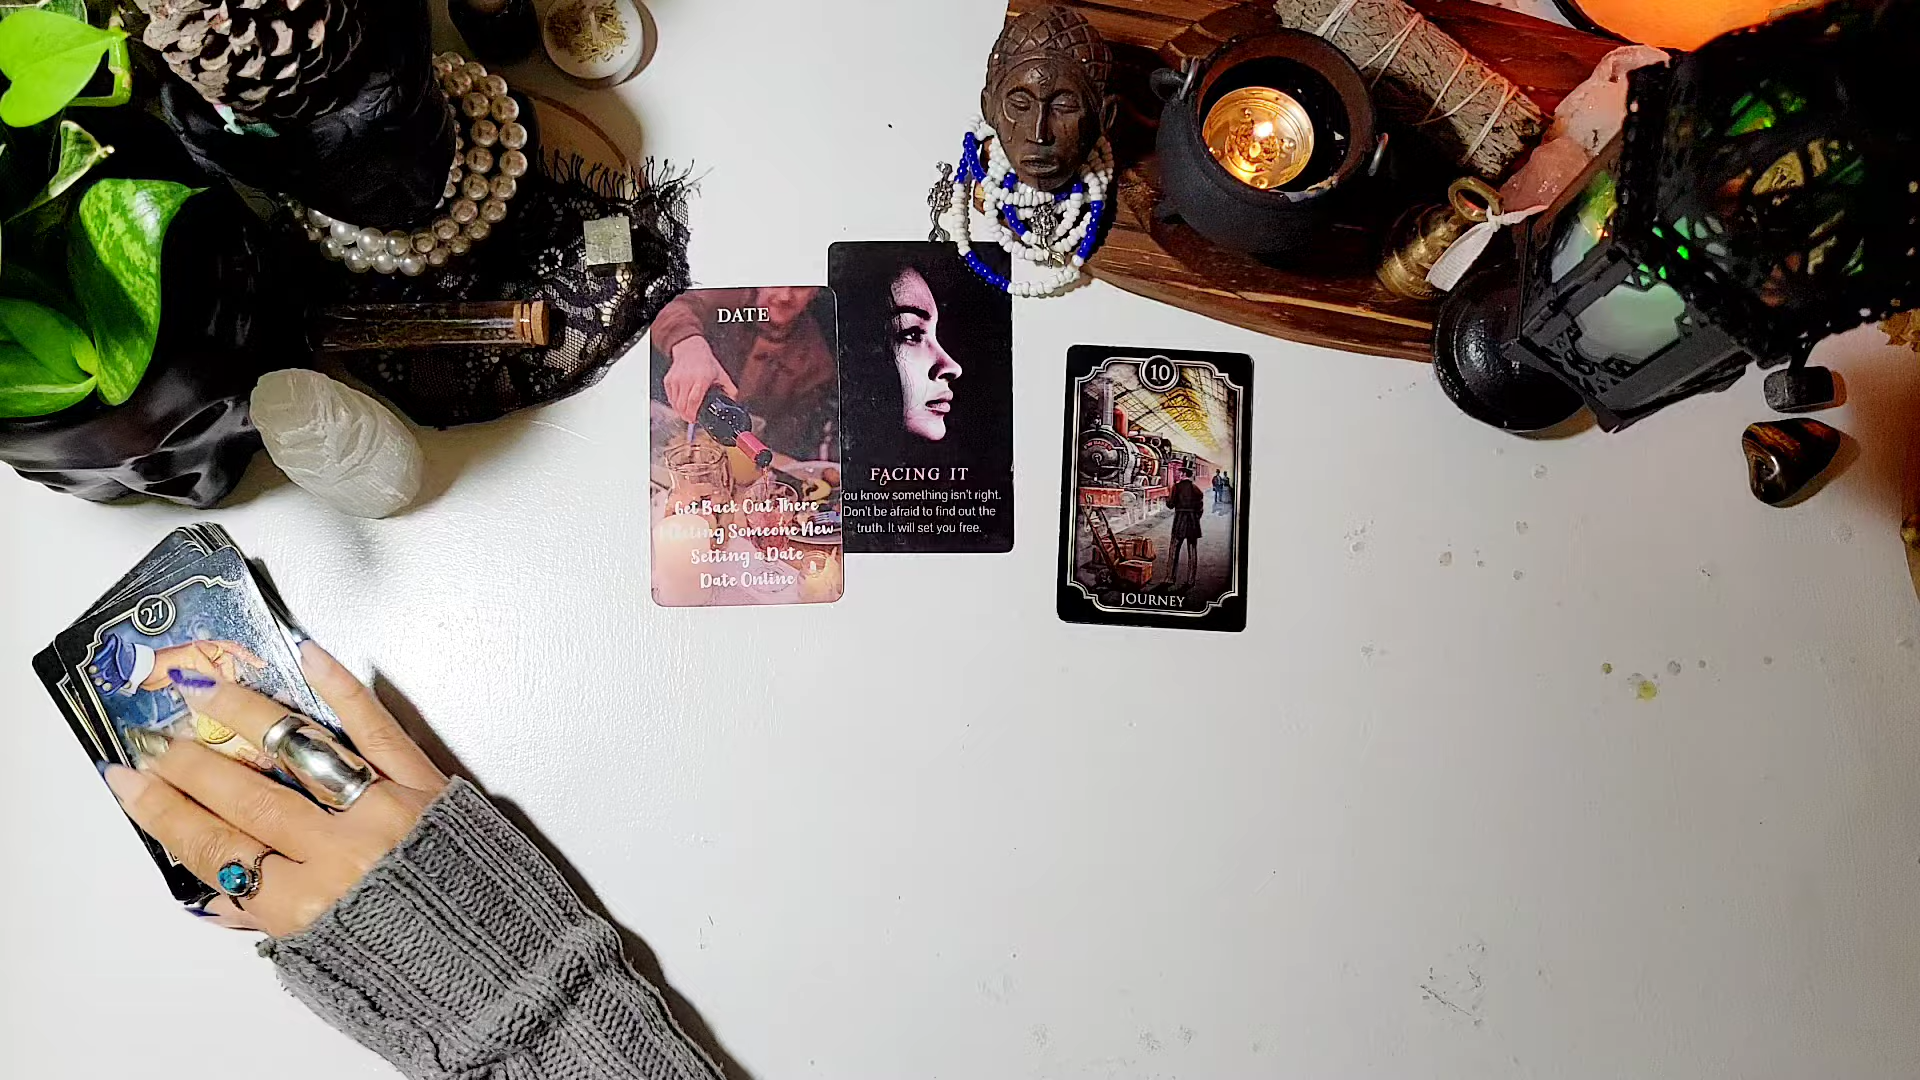 DATE
Get Back Out There
Meeting Someone New
Setting a Date
Date Online
FACING IT
You know something isn't right.
Don't be afraid to find out the
truth. It will set you free.
10
JOURNEY
27